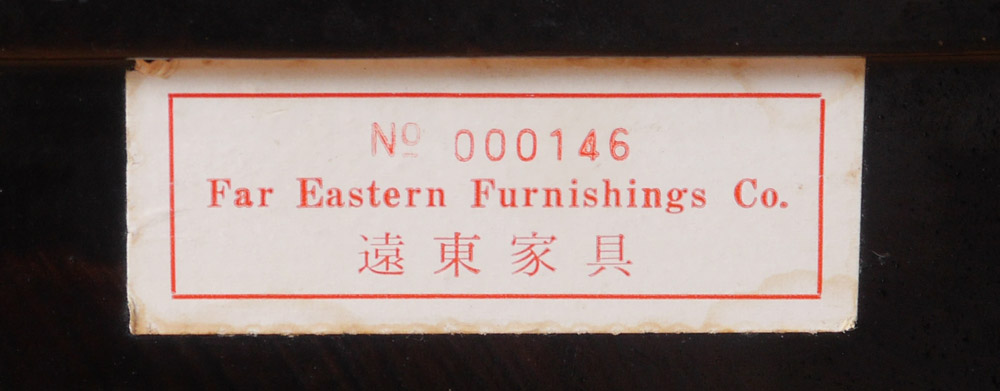 Nº 000146
Far Eastern Furnishings Co.
遠東家具